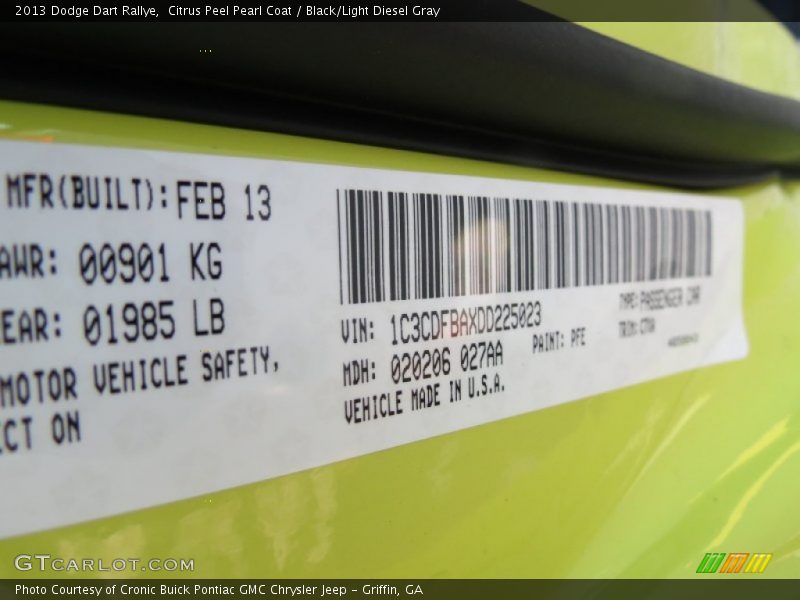 2013 Dodge Dart Rallye,  Citrus Peel Pearl Coat / Black/Light Diesel Gray
MFR(BUILT): FEB 13
AWR: 00901 KG
EAR: 01985 LB
MOTOR VEHICLE SAFETY,
ECT ON
VIN: 1C3CDFBAXDD225023
MDH: 020206 027AA
VEHICLE MADE IN U.S.A.
PAINT: PFE
TYPE: PASSENGER CAR
TRIM:
GTCARLOT.COM
Photo Courtesy of Cronic Buick Pontiac GMC Chrysler Jeep – Griffin, GA